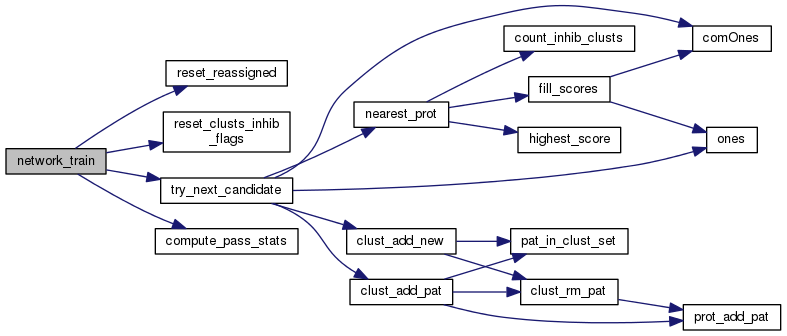 network_train
reset_reassigned
reset_clusts_inhib
_flags
try_next_candidate
compute_pass_stats
nearest_prot
clust_add_new
clust_add_pat
count_inhib_clusts
fill_scores
highest_score
pat_in_clust_set
clust_rm_pat
comOnes
ones
prot_add_pat